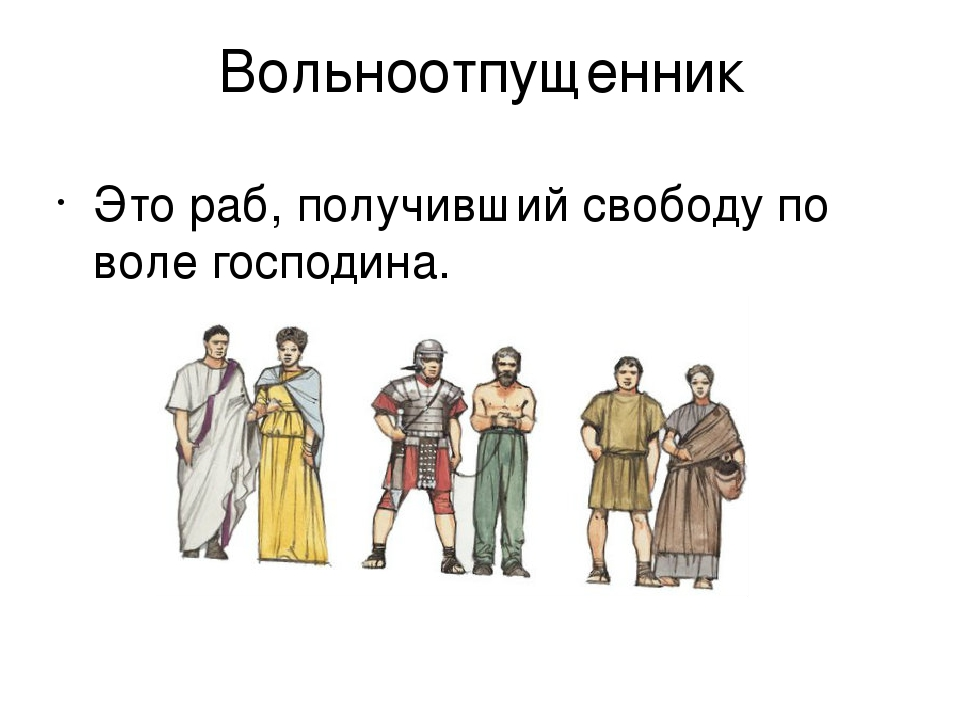 Вольноотпущенник
· Это раб, получивший свободу по
воле господина.